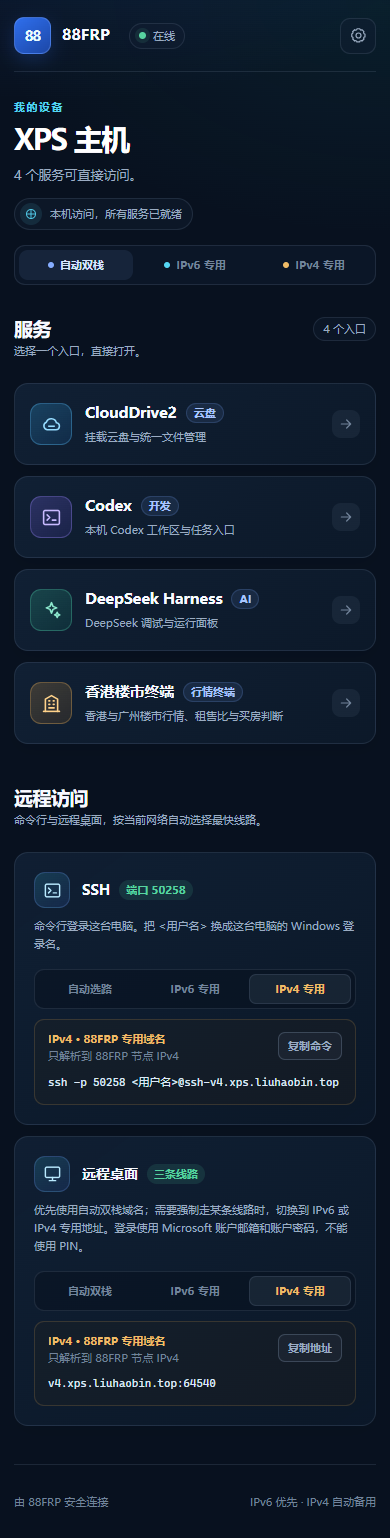 88 88FRP 在线
我的设备
XPS 主机
4 个服务可直接访问。
本机访问，所有服务已就绪
自动双栈 IPv6 专用 IPv4 专用
服务 4 个入口
选择一个入口，直接打开。
CloudDrive2 云盘
挂载云盘与统一文件管理
Codex 开发
本机 Codex 工作区与任务入口
DeepSeek Harness AI
DeepSeek 调试与运行面板
香港楼市终端 行情终端
香港与广州楼市行情、租售比与买房判断
远程访问
命令行与远程桌面，按当前网络自动选择最快线路。
SSH 端口 50258
命令行登录这台电脑。把 <用户名> 换成这台电脑的 Windows 登
录名。
自动选路 IPv6 专用 IPv4 专用
IPv4 • 88FRP 专用域名 复制命令
只解析到 88FRP 节点 IPv4
ssh -p 50258 <用户名>@ssh-v4.xps.liuhaobin.top
远程桌面 三条线路
优先使用自动双栈域名；需要强制走某条线路时，切换到 IPv6 或
IPv4 专用地址。登录使用 Microsoft 账户邮箱和账户密码，不能
使用 PIN。
自动双栈 IPv6 专用 IPv4 专用
IPv4 • 88FRP 专用域名 复制地址
只解析到 88FRP 节点 IPv4
v4.xps.liuhaobin.top:64540
由 88FRP 安全连接 IPv6 优先 · IPv4 自动备用